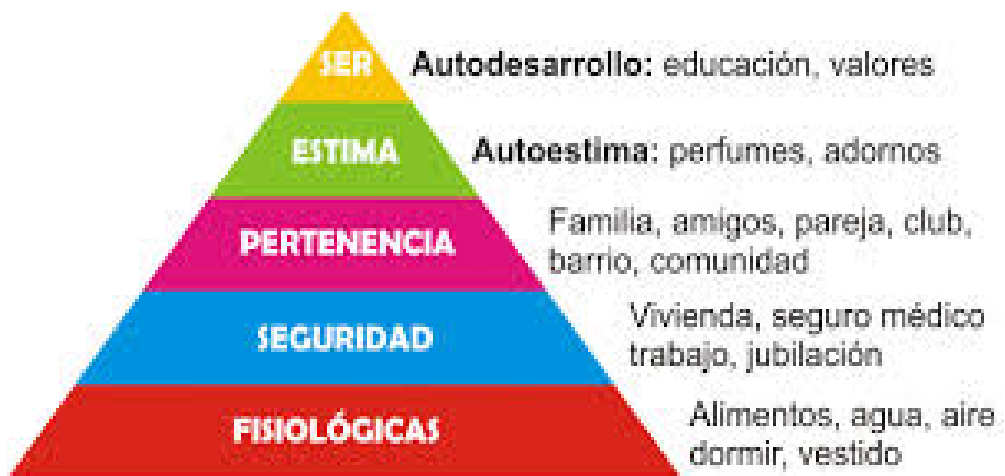 SER
Autodesarrollo: educación, valores
ESTIMA
Autoestima: perfumes, adornos
PERTENENCIA
Familia, amigos, pareja, club,
barrio, comunidad
SEGURIDAD
Vivienda, seguro médico
trabajo, jubilación
FISIOLÓGICAS
Alimentos, agua, aire
dormir, vestido